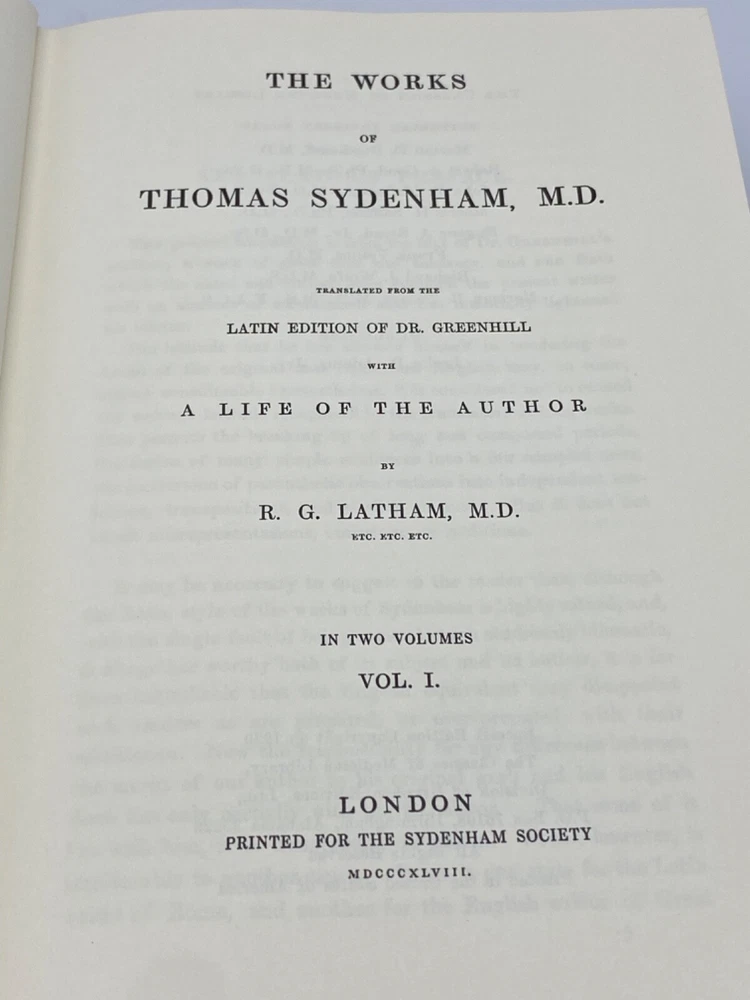 THE WORKS
OF
THOMAS SYDENHAM, M.D.
TRANSLATED FROM THE
LATIN EDITION OF DR. GREENHILL
WITH
A LIFE OF THE AUTHOR
BY
R. G. LATHAM, M.D.
ETC. ETC. ETC.
IN TWO VOLUMES
VOL. I.
LONDON
PRINTED FOR THE SYDENHAM SOCIETY
MDCCCXLVIII.